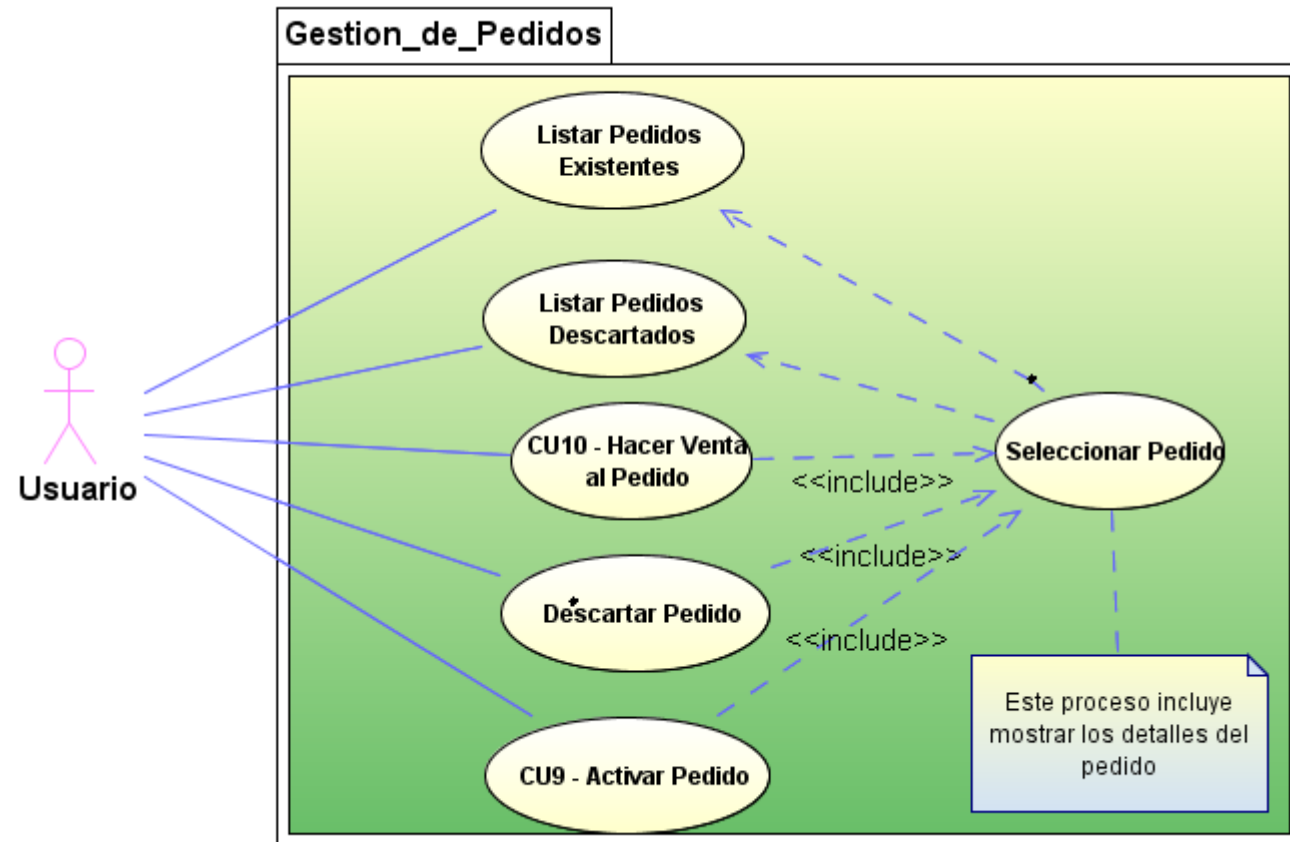 Gestion_de_Pedidos
Listar Pedidos
Existentes
Listar Pedidos
Descartados
CU10 - Hacer Venta
al Pedido
Seleccionar Pedido
<<include>>
Usuario
<<include>>
Descartar Pedido
<<include>>
Este proceso incluye
mostrar los detalles del
pedido
CU9 - Activar Pedido